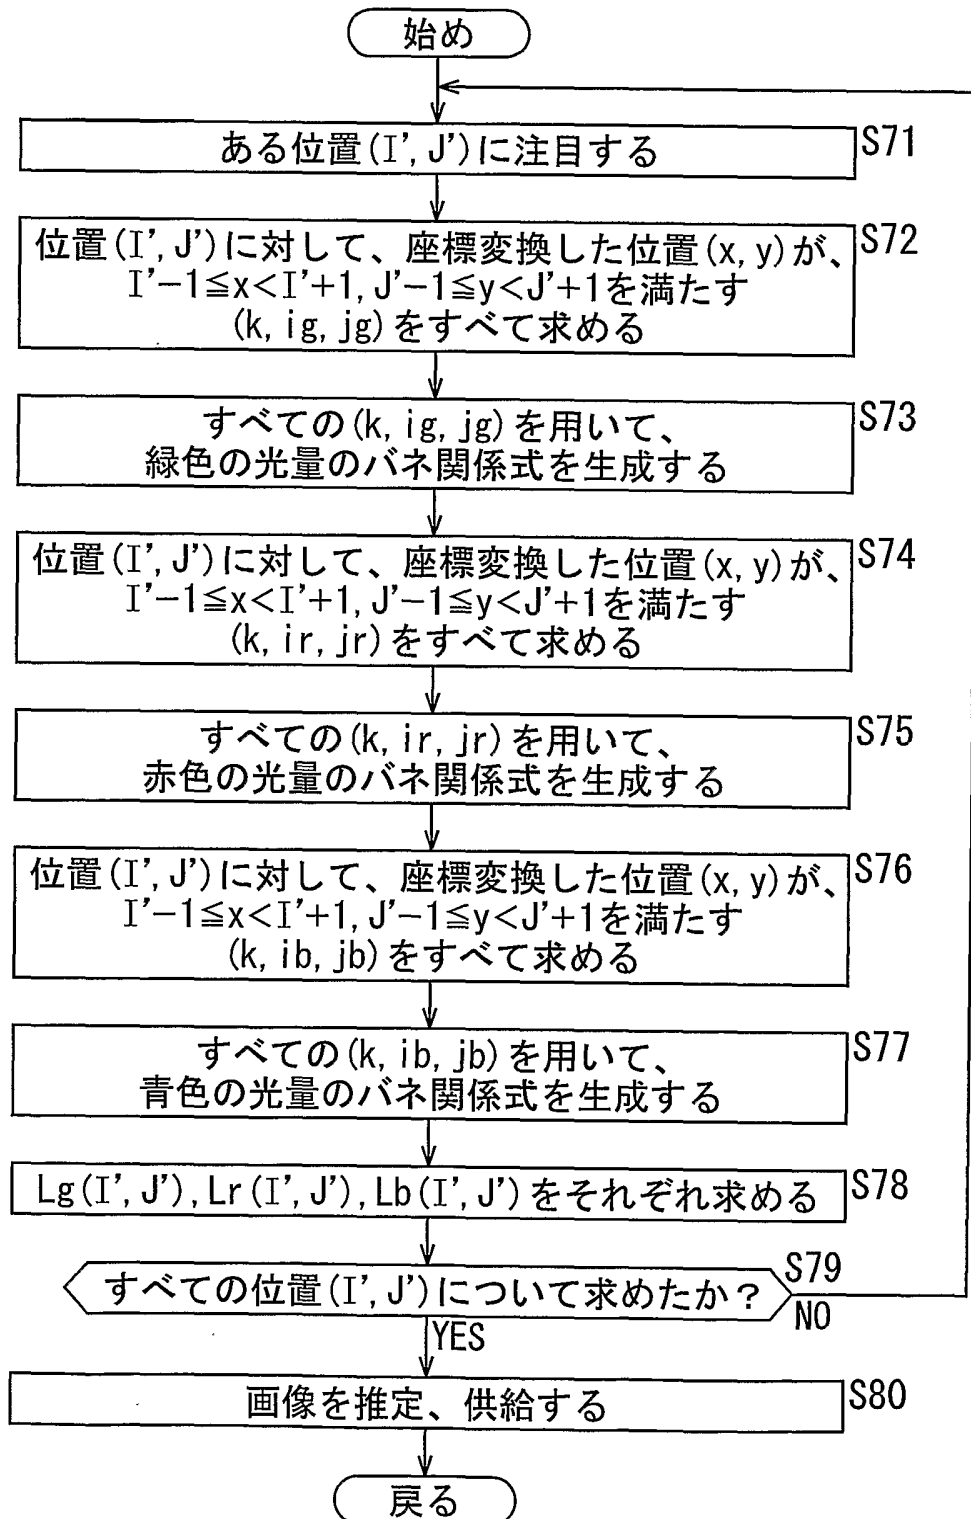 始め
ある位置(I', J')に注目する
S71
位置(I', J')に対して、座標変換した位置(x, y)が、
I'-1≦x<I'+1, J'-1≦y<J'+1を満たす
(k, ig, jg)をすべて求める
S72
すべての(k, ig, jg)を用いて、
緑色の光量のバネ関係式を生成する
S73
位置(I', J')に対して、座標変換した位置(x, y)が、
I'-1≦x<I'+1, J'-1≦y<J'+1を満たす
(k, ir, jr)をすべて求める
S74
すべての(k, ir, jr)を用いて、
赤色の光量のバネ関係式を生成する
S75
位置(I', J')に対して、座標変換した位置(x, y)が、
I'-1≦x<I'+1, J'-1≦y<J'+1を満たす
(k, ib, jb)をすべて求める
S76
すべての(k, ib, jb)を用いて、
青色の光量のバネ関係式を生成する
S77
Lg(I', J'), Lr(I', J'), Lb(I', J')をそれぞれ求める
S78
すべての位置(I', J')について求めたか？
S79
NO
YES
画像を推定、供給する
S80
戻る